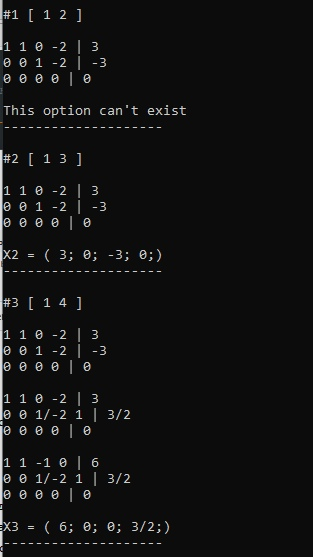 #1 [ 1 2 ]
1 1 0 -2 | 3
0 0 1 -2 | -3
0 0 0 0 | 0
This option can't exist
--------------------
#2 [ 1 3 ]
1 1 0 -2 | 3
0 0 1 -2 | -3
0 0 0 0 | 0
X2 = ( 3; 0; -3; 0;)
--------------------
#3 [ 1 4 ]
1 1 0 -2 | 3
0 0 1 -2 | -3
0 0 0 0 | 0
1 1 0 -2 | 3
0 0 1/-2 1 | 3/2
0 0 0 0 | 0
1 1 -1 0 | 6
0 0 1/-2 1 | 3/2
0 0 0 0 | 0
X3 = ( 6; 0; 0; 3/2;)
--------------------